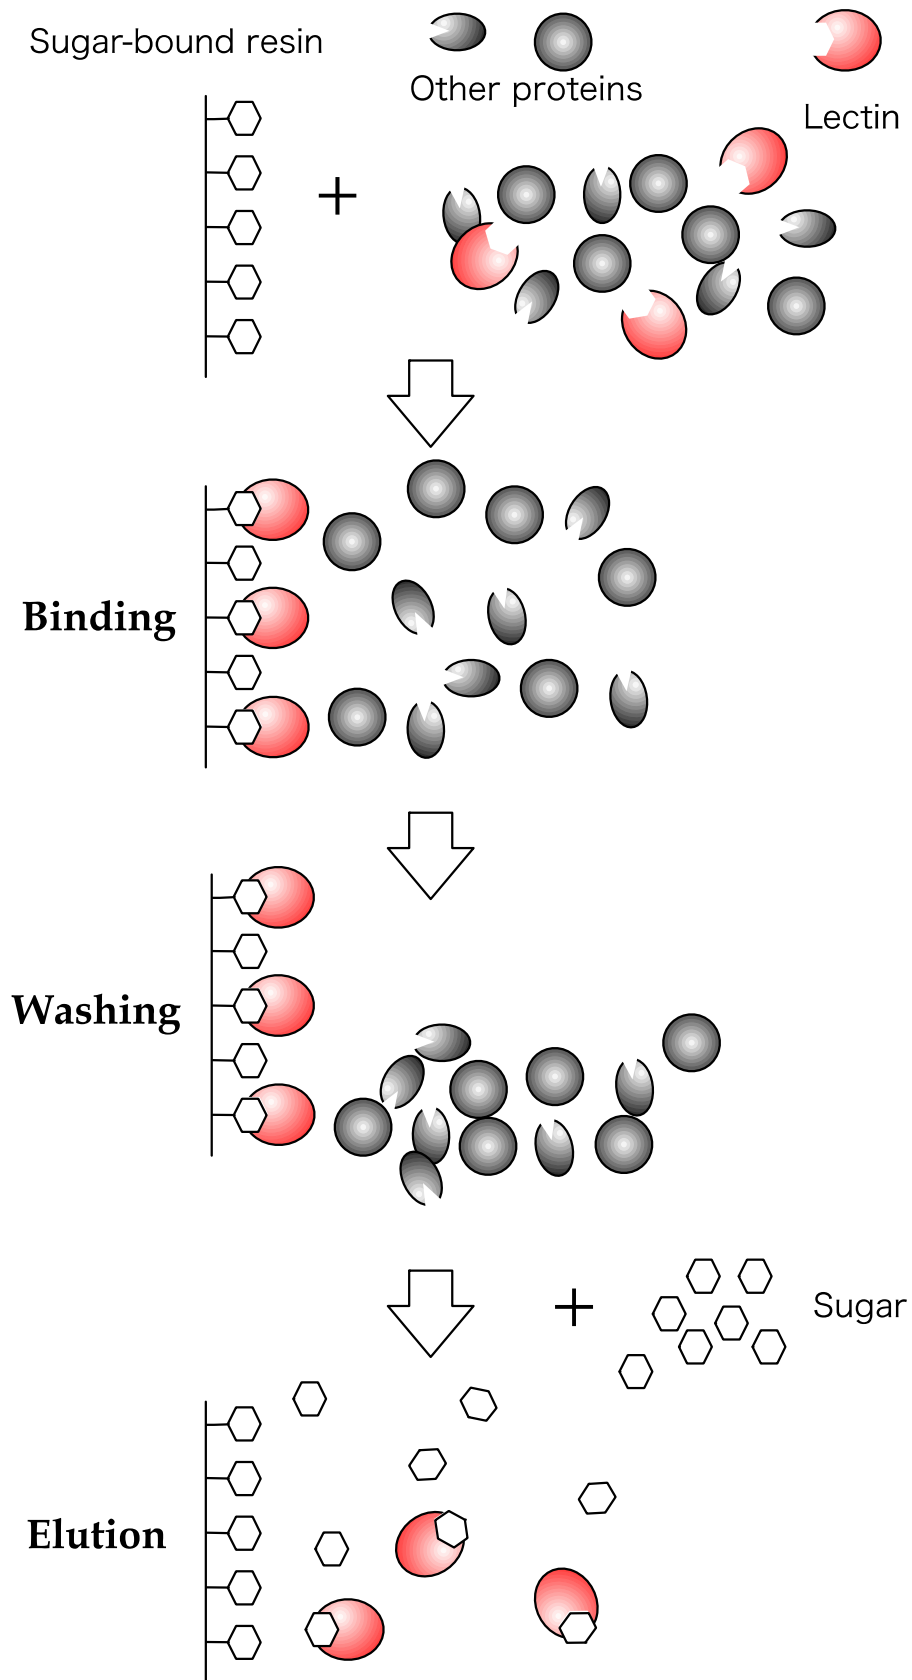 Sugar-bound resin
Other proteins
Lectin
+
Binding
Washing
+
Sugar
Elution